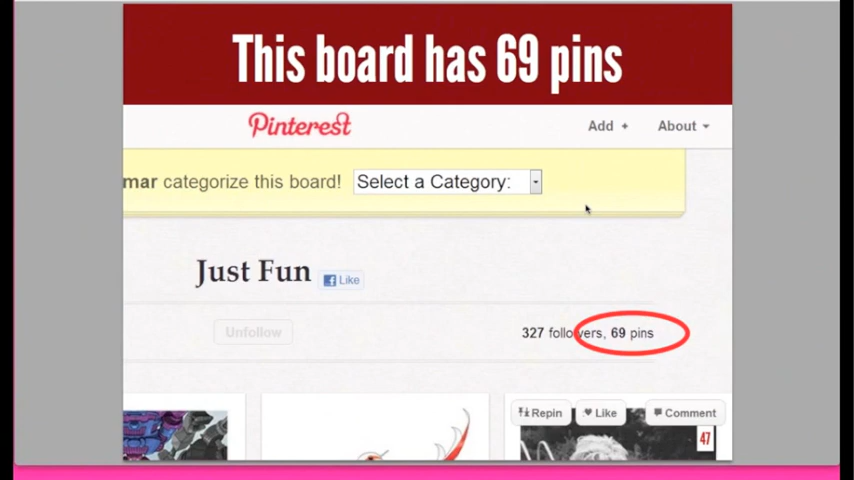 This board has 69 pins
Pinterest
Add +
About
mar categorize this board!
Select a Category:
Just Fun
Like
Unfollow
327 followers, 69 pins
Repin
Like
Comment
47